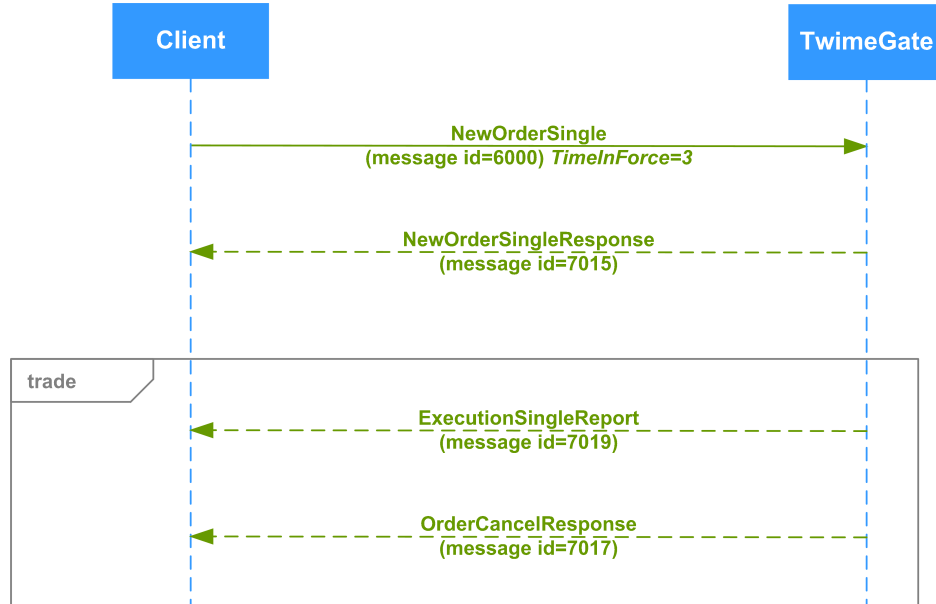 Client
TwimeGate
NewOrderSingle
(message id=6000) TimeInForce=3
NewOrderSingleResponse
(message id=7015)
trade
ExecutionSingleReport
(message id=7019)
OrderCancelResponse
(message id=7017)